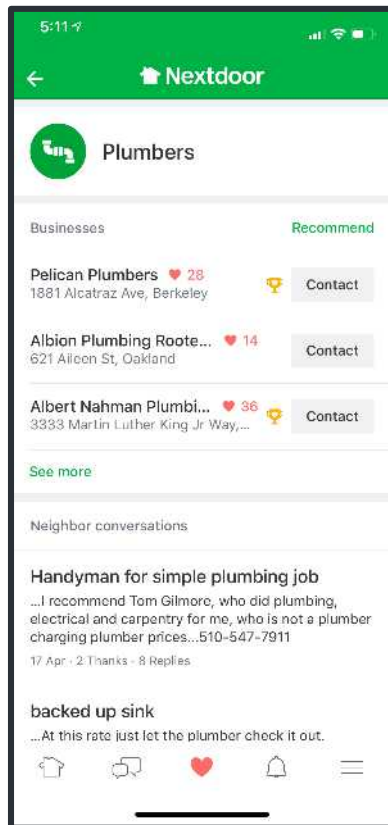 5:11
Nextdoor
Plumbers
Businesses Recommend
Pelican Plumbers 28
1881 Alcatraz Ave, Berkeley
Contact
Albion Plumbing Roote... 14
621 Aileen St, Oakland
Contact
Albert Nahman Plumbi... 36
3333 Martin Luther King Jr Way,...
Contact
See more
Neighbor conversations
Handyman for simple plumbing job
...I recommend Tom Gilmore, who did plumbing,
electrical and carpentry for me, who is not a plumber
charging plumber prices...510-547-7911
17 Apr · 2 Thanks · 8 Replies
backed up sink
...At this rate just let the plumber check it out.